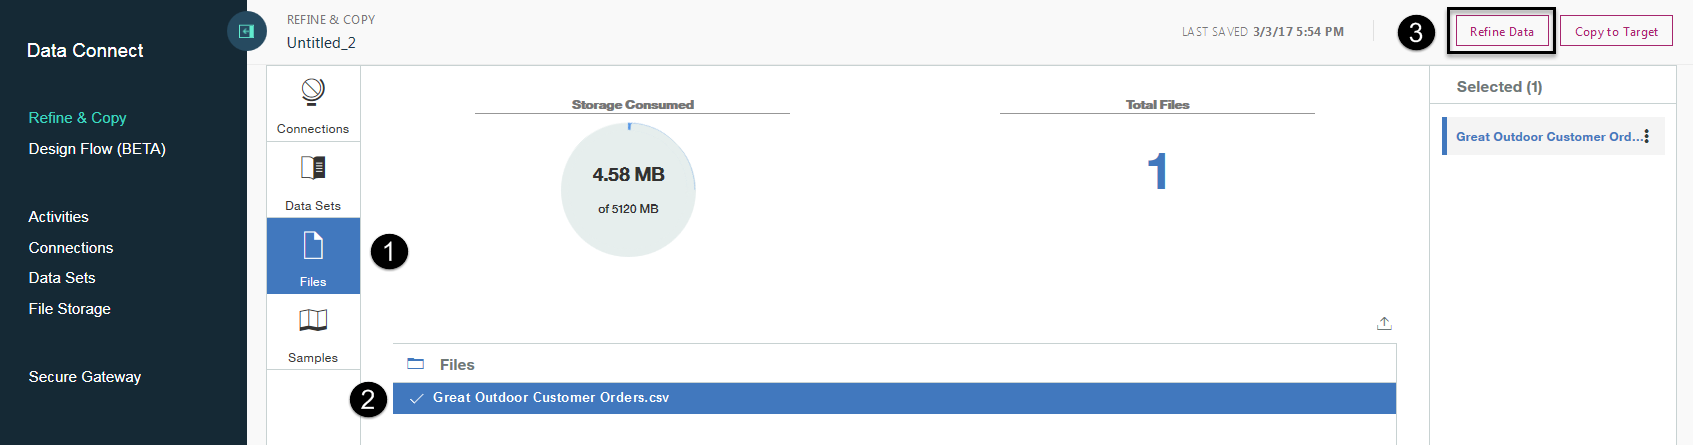 Data Connect
Refine & Copy
Design Flow (BETA)
Activities
Connections
Data Sets
File Storage
Secure Gateway
REFINE & COPY
Untitled_2
LAST SAVED 3/3/17 5:54 PM
3
Refine Data
Copy to Target
Connections
Data Sets
Files
1
Samples
Storage Consumed
4.58 MB
of 5120 MB
Total Files
1
Files
2
Great Outdoor Customer Orders.csv
Selected (1)
Great Outdoor Customer Ord...